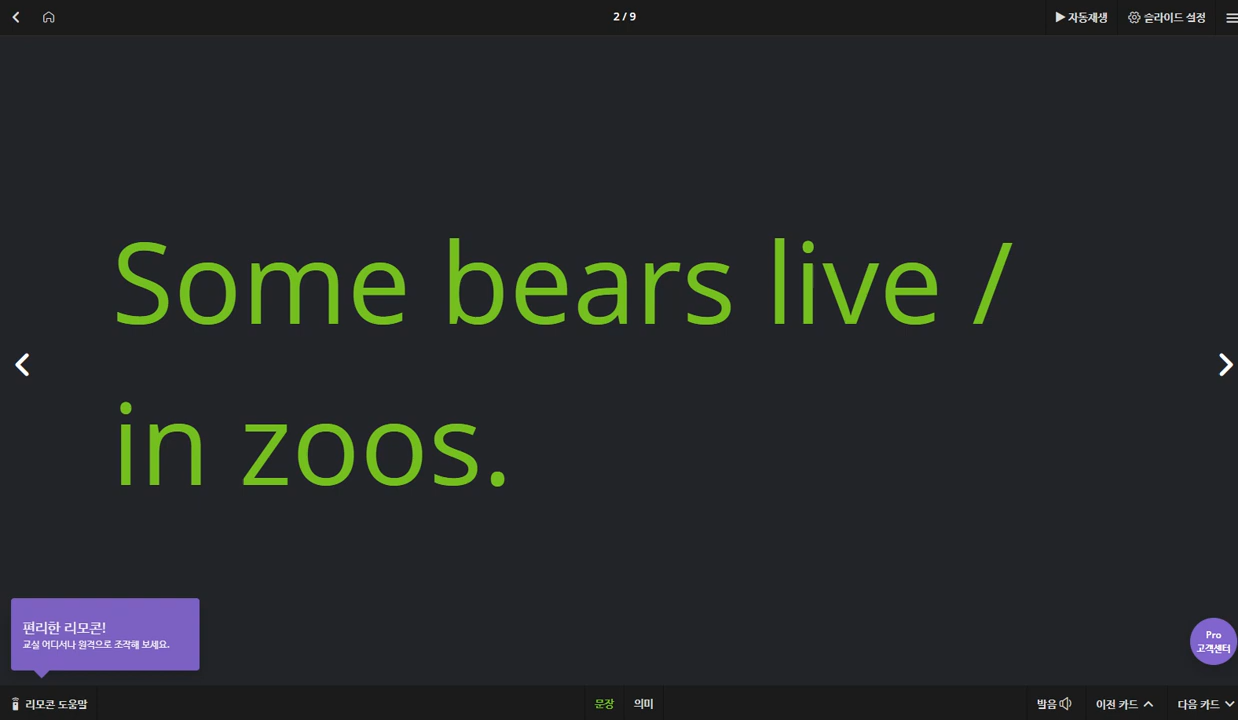 2 / 9
자동재생
슬라이드 설정
Some bears live /
in zoos.
편리한 리모콘!
교실 어디서나 원격으로 조작해 보세요.
Pro
고객센터
리모콘 도움말
문장
의미
발음
이전 카드
다음 카드